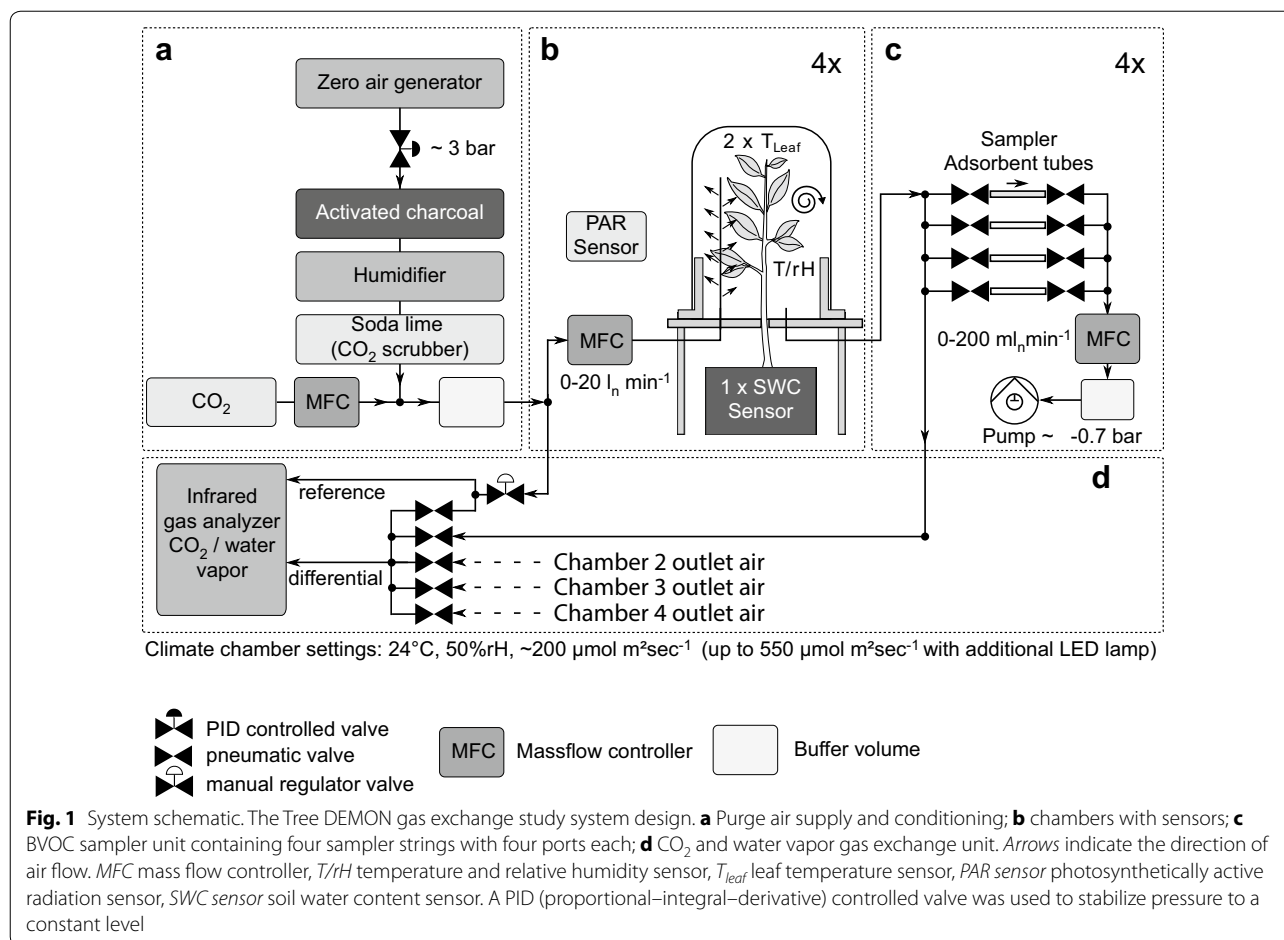 a
Zero air generator
~ 3 bar
Activated charcoal
Humidifier
Soda lime
(CO₂ scrubber)
CO₂
MFC
b
4x
2 x T_Leaf
PAR
Sensor
T/rH
MFC
0-20 lₙ min⁻¹
1 x SWC
Sensor
c
4x
Sampler
Adsorbent tubes
0-200 mlₙmin⁻¹
MFC
Pump ~ -0.7 bar
d
Infrared
gas analyzer
CO₂ / water
vapor
reference
differential
Chamber 2 outlet air
Chamber 3 outlet air
Chamber 4 outlet air
Climate chamber settings: 24°C, 50%rH, ~200 µmol m²sec⁻¹ (up to 550 µmol m²sec⁻¹ with additional LED lamp)
PID controlled valve
pneumatic valve
manual regulator valve
MFC Massflow controller
Buffer volume
Fig. 1 System schematic. The Tree DEMON gas exchange study system design. a Purge air supply and conditioning; b chambers with sensors; c
BVOC sampler unit containing four sampler strings with four ports each; d CO₂ and water vapor gas exchange unit. Arrows indicate the direction of
air flow. MFC mass flow controller, T/rH temperature and relative humidity sensor, T_leaf leaf temperature sensor, PAR sensor photosynthetically active
radiation sensor, SWC sensor soil water content sensor. A PID (proportional–integral–derivative) controlled valve was used to stabilize pressure to a
constant level